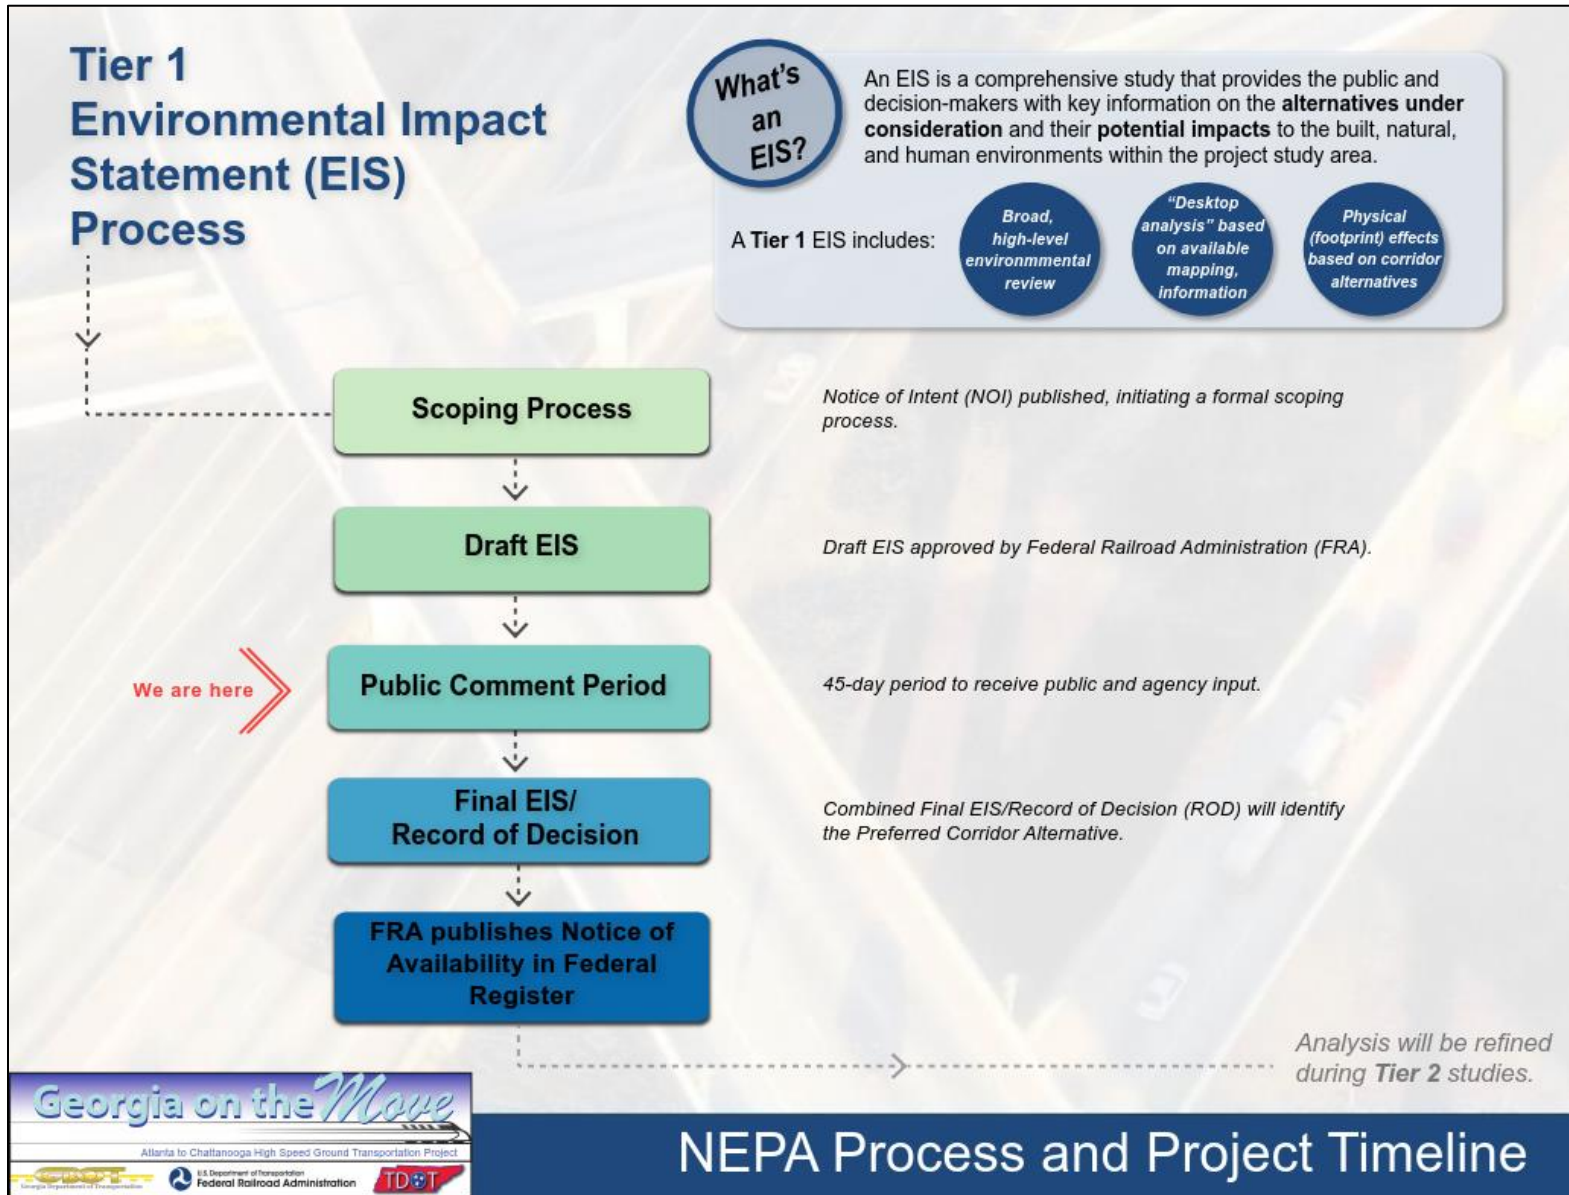 Tier 1
Environmental Impact
Statement (EIS)
Process
What's
an
EIS?
An EIS is a comprehensive study that provides the public and
decision-makers with key information on the alternatives under
consideration and their potential impacts to the built, natural,
and human environments within the project study area.
A Tier 1 EIS includes:
Broad,
high-level
environmmental
review
“Desktop
analysis” based
on available
mapping,
information
Physical
(footprint) effects
based on corridor
alternatives
Scoping Process
Notice of Intent (NOI) published, initiating a formal scoping
process.
Draft EIS
Draft EIS approved by Federal Railroad Administration (FRA).
We are here
Public Comment Period
45-day period to receive public and agency input.
Final EIS/
Record of Decision
Combined Final EIS/Record of Decision (ROD) will identify
the Preferred Corridor Alternative.
FRA publishes Notice of
Availability in Federal
Register
Analysis will be refined
during Tier 2 studies.
Georgia on the Move
Atlanta to Chattanooga High Speed Ground Transportation Project
GDOT
Georgia Department of Transportation
U.S. Department of Transportation
Federal Railroad Administration
TDOT
NEPA Process and Project Timeline